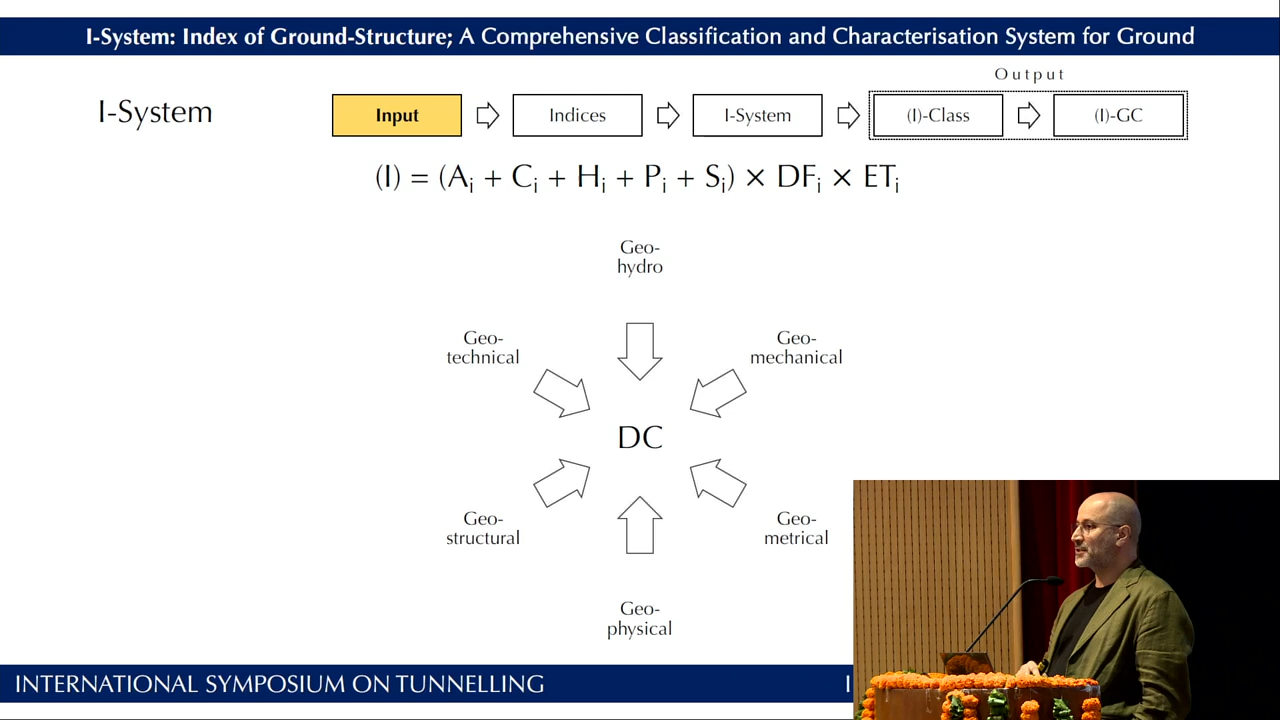 I-System: Index of Ground-Structure; A Comprehensive Classification and Characterisation System for Ground
Output
I-System
Input
Indices
I-System
(I)-Class
(I)-GC
(I) = (Aᵢ + Cᵢ + Hᵢ + Pᵢ + Sᵢ) × DFᵢ × ETᵢ
Geo-
hydro
Geo-
technical
Geo-
mechanical
DC
Geo-
structural
Geo-
metrical
Geo-
physical
INTERNATIONAL SYMPOSIUM ON TUNNELLING